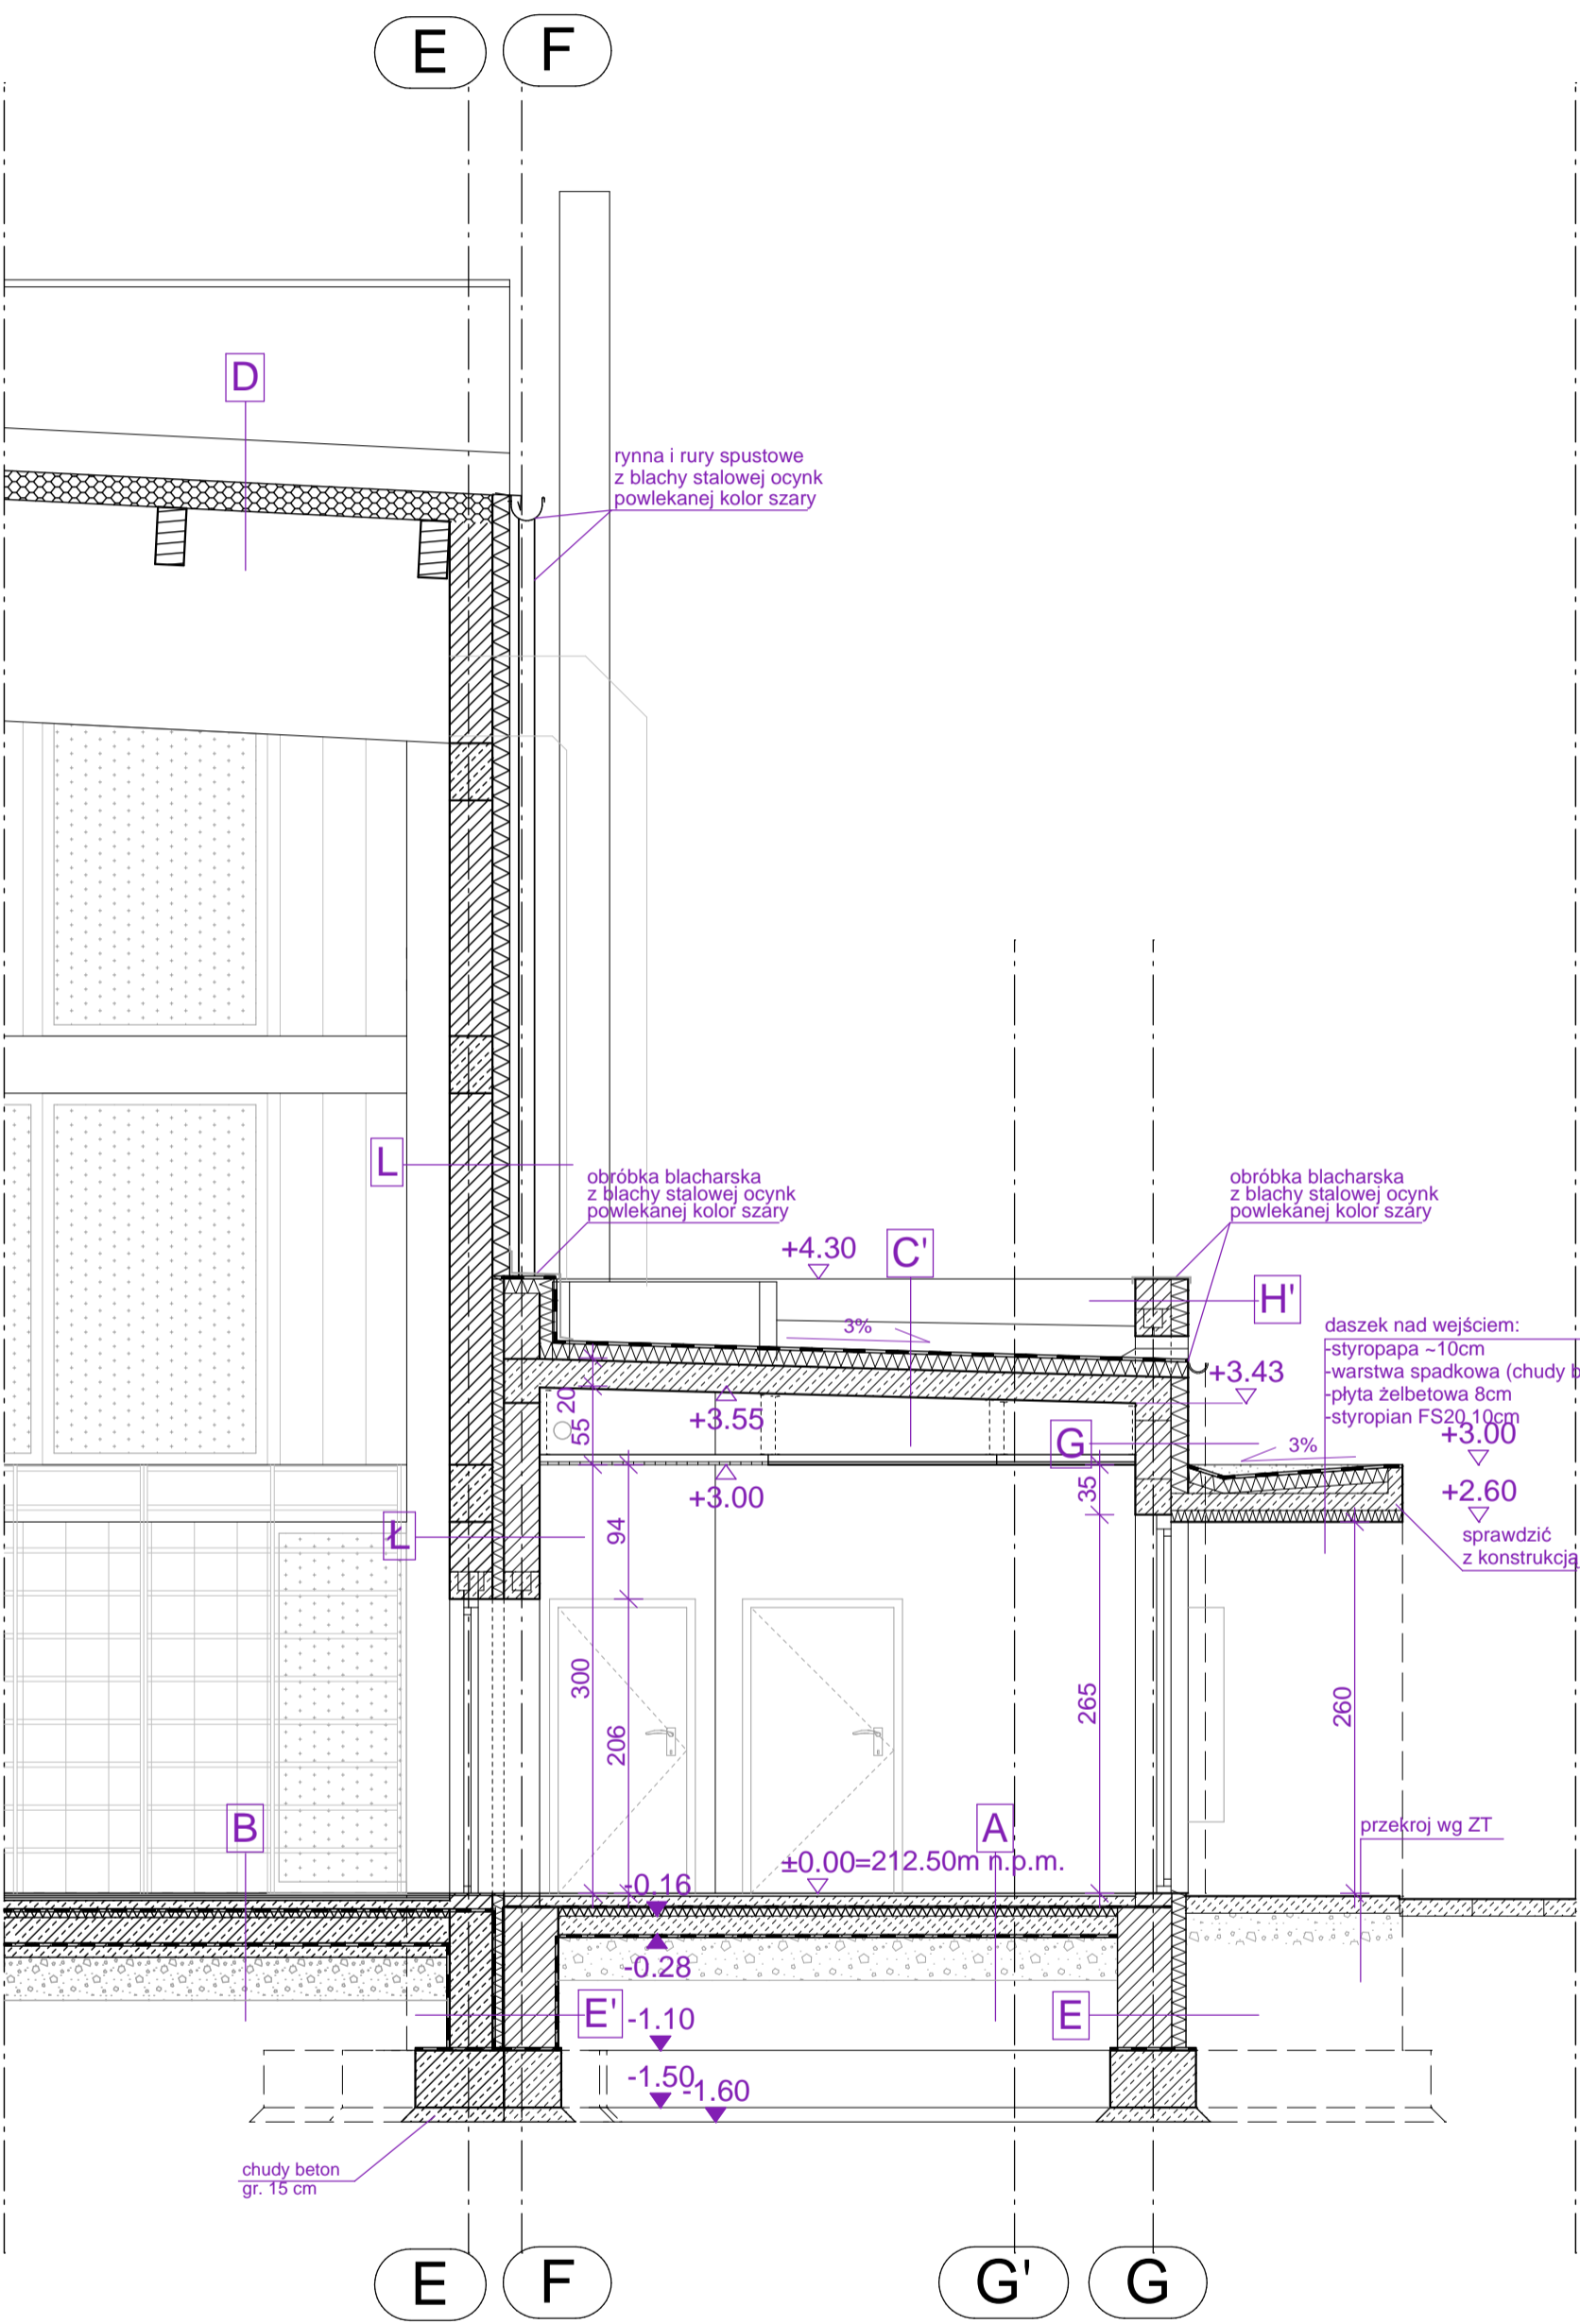 E
F
D
rynna i rury spustowe
z blachy stalowej ocynk
powlekanej kolor szary
L
obróbka blacharska
z blachy stalowej ocynk
powlekanej kolor szary
obróbka blacharska
z blachy stalowej ocynk
powlekanej kolor szary
+4.30
C'
H'
3%
daszek nad wejściem:
-styropapa ~10cm
-warstwa spadkowa (chudy b
-płyta żelbetowa 8cm
-styropian FS20 10cm
+3.43
20
55
+3.55
G
3%
+3.00
+3.00
35
+2.60
Ł
94
sprawdzić
z konstrukcją
300
206
265
260
B
A
przekroj wg ZT
±0.00=212.50m n.p.m.
-0.16
-0.28
E'
-1.10
E
-1.50
-1.60
chudy beton
gr. 15 cm
E
F
G'
G